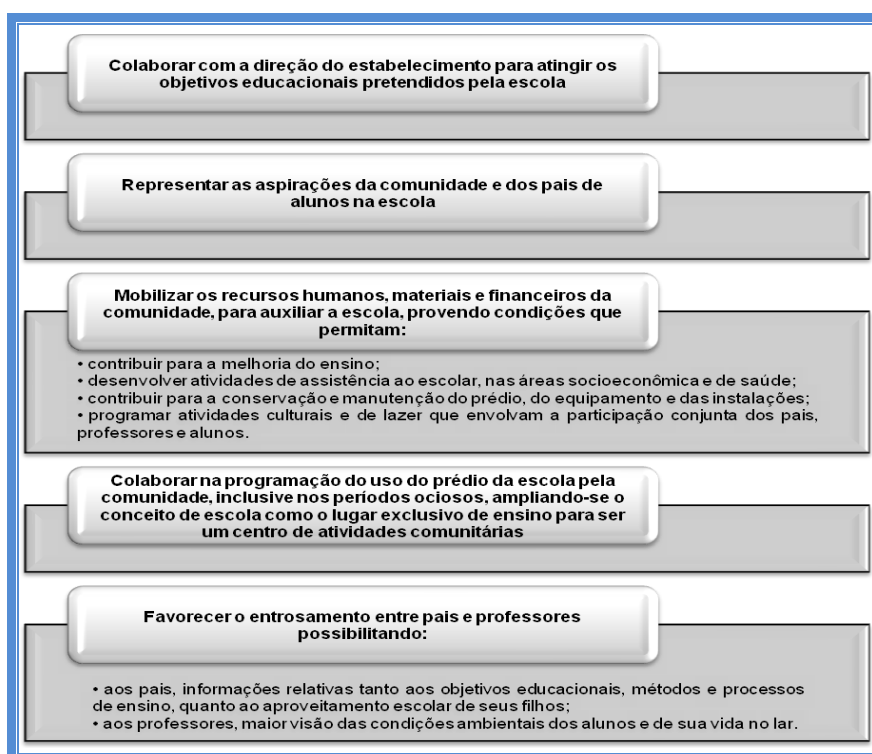 Colaborar com a direção do estabelecimento para atingir os
objetivos educacionais pretendidos pela escola
Representar as aspirações da comunidade e dos pais de
alunos na escola
Mobilizar os recursos humanos, materiais e financeiros da
comunidade, para auxiliar a escola, provendo condições que
permitam:
• contribuir para a melhoria do ensino;
• desenvolver atividades de assistência ao escolar, nas áreas socioeconômica e de saúde;
• contribuir para a conservação e manutenção do prédio, do equipamento e das instalações;
• programar atividades culturais e de lazer que envolvam a participação conjunta dos pais,
professores e alunos.
Colaborar na programação do uso do prédio da escola pela
comunidade, inclusive nos períodos ociosos, ampliando-se o
conceito de escola como o lugar exclusivo de ensino para ser
um centro de atividades comunitárias
Favorecer o entrosamento entre pais e professores
possibilitando:
• aos pais, informações relativas tanto aos objetivos educacionais, métodos e processos
de ensino, quanto ao aproveitamento escolar de seus filhos;
• aos professores, maior visão das condições ambientais dos alunos e de sua vida no lar.